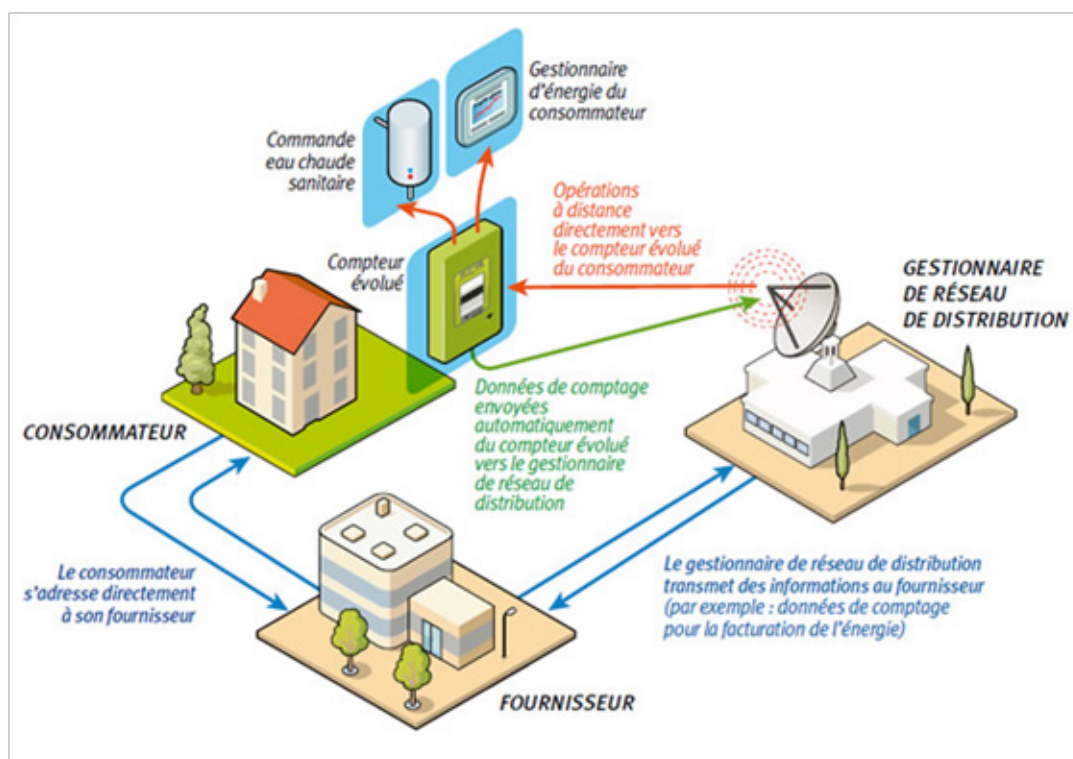 Gestionnaire
d'énergie du
consommateur
Commande
eau chaude
sanitaire
Opérations
à distance
directement vers
le compteur évolué
du consommateur
Compteur
évolué
GESTIONNAIRE
DE RÉSEAU
DE DISTRIBUTION
Données de comptage
envoyées
automatiquement
du compteur évolué
vers le gestionnaire
de réseau de
distribution
CONSOMMATEUR
Le consommateur
s'adresse directement
à son fournisseur
Le gestionnaire de réseau de distribution
transmet des informations au fournisseur
(par exemple : données de comptage
pour la facturation de l'énergie)
FOURNISSEUR